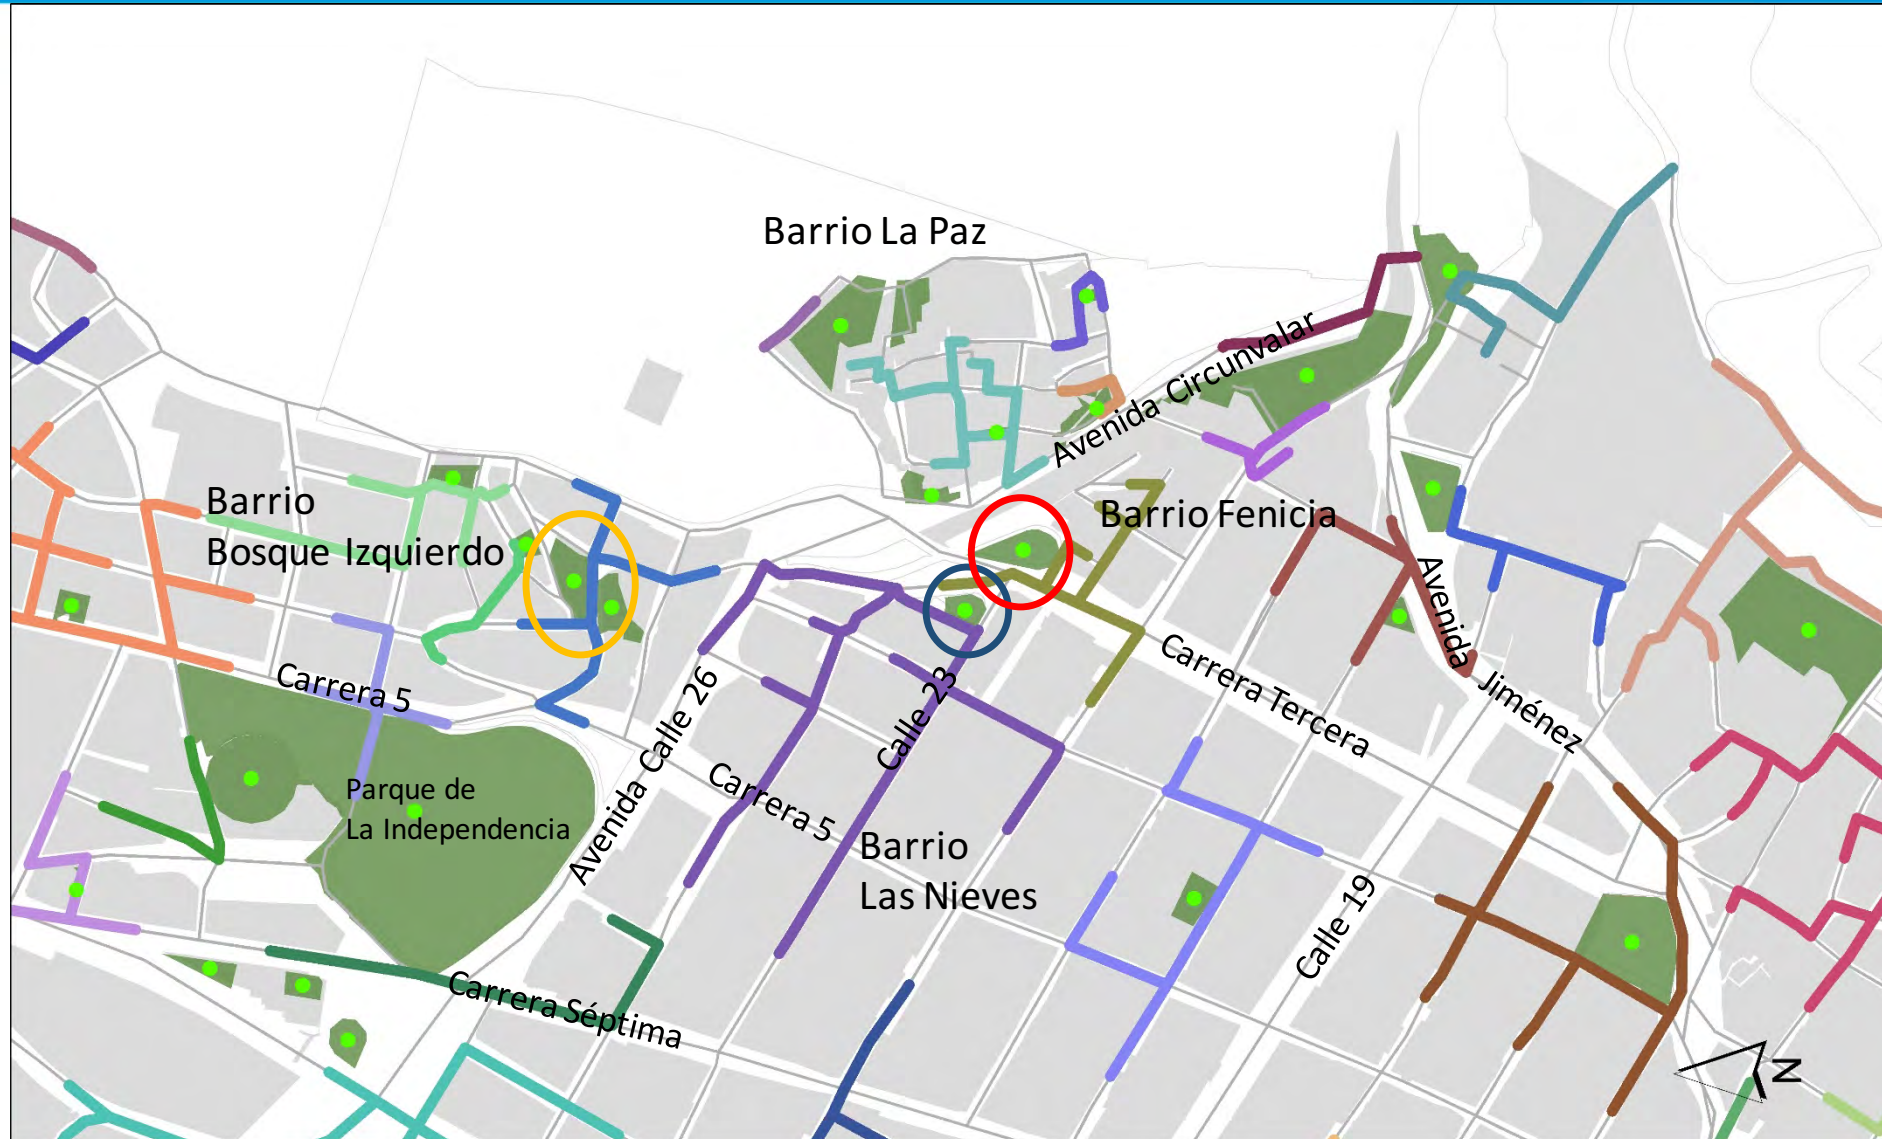 Barrio La Paz
Avenida Circunvalar
Barrio
Bosque Izquierdo
Barrio Fenicia
Avenida
Jiménez
Carrera 5
Carrera Tercera
Calle 23
Avenida Calle 26
Carrera 5
Parque de
La Independencia
Barrio
Las Nieves
Calle 19
Carrera Séptima
N